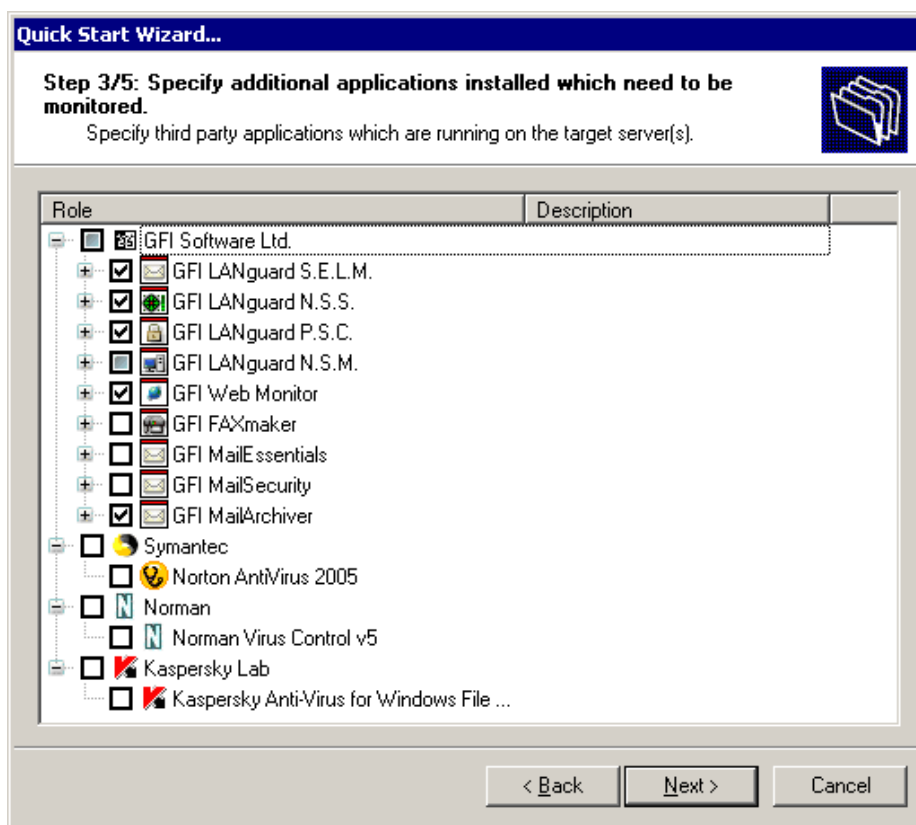 Quick Start Wizard...
Step 3/5: Specify additional applications installed which need to be
monitored.
Specify third party applications which are running on the target server(s).
Role Description
GFI Software Ltd.
GFI LANguard S.E.L.M.
GFI LANguard N.S.S.
GFI LANguard P.S.C.
GFI LANguard N.S.M.
GFI Web Monitor
GFI FAXmaker
GFI MailEssentials
GFI MailSecurity
GFI MailArchiver
Symantec
Norton AntiVirus 2005
Norman
Norman Virus Control v5
Kaspersky Lab
Kaspersky Anti-Virus for Windows File ...
< Back Next > Cancel